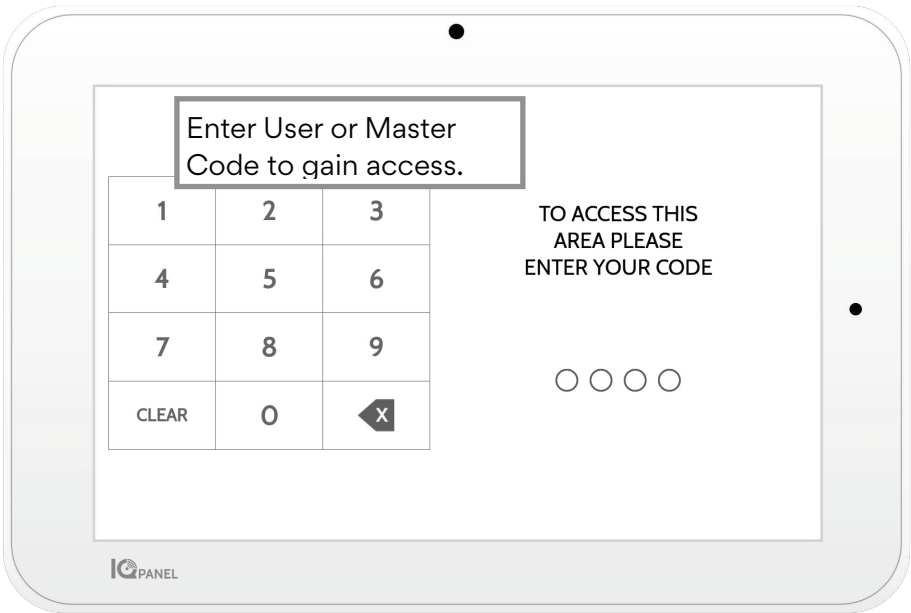 Enter User or Master
Code to gain access.
1 2 3
4 5 6
7 8 9
CLEAR 0 X
TO ACCESS THIS
AREA PLEASE
ENTER YOUR CODE
IQ PANEL